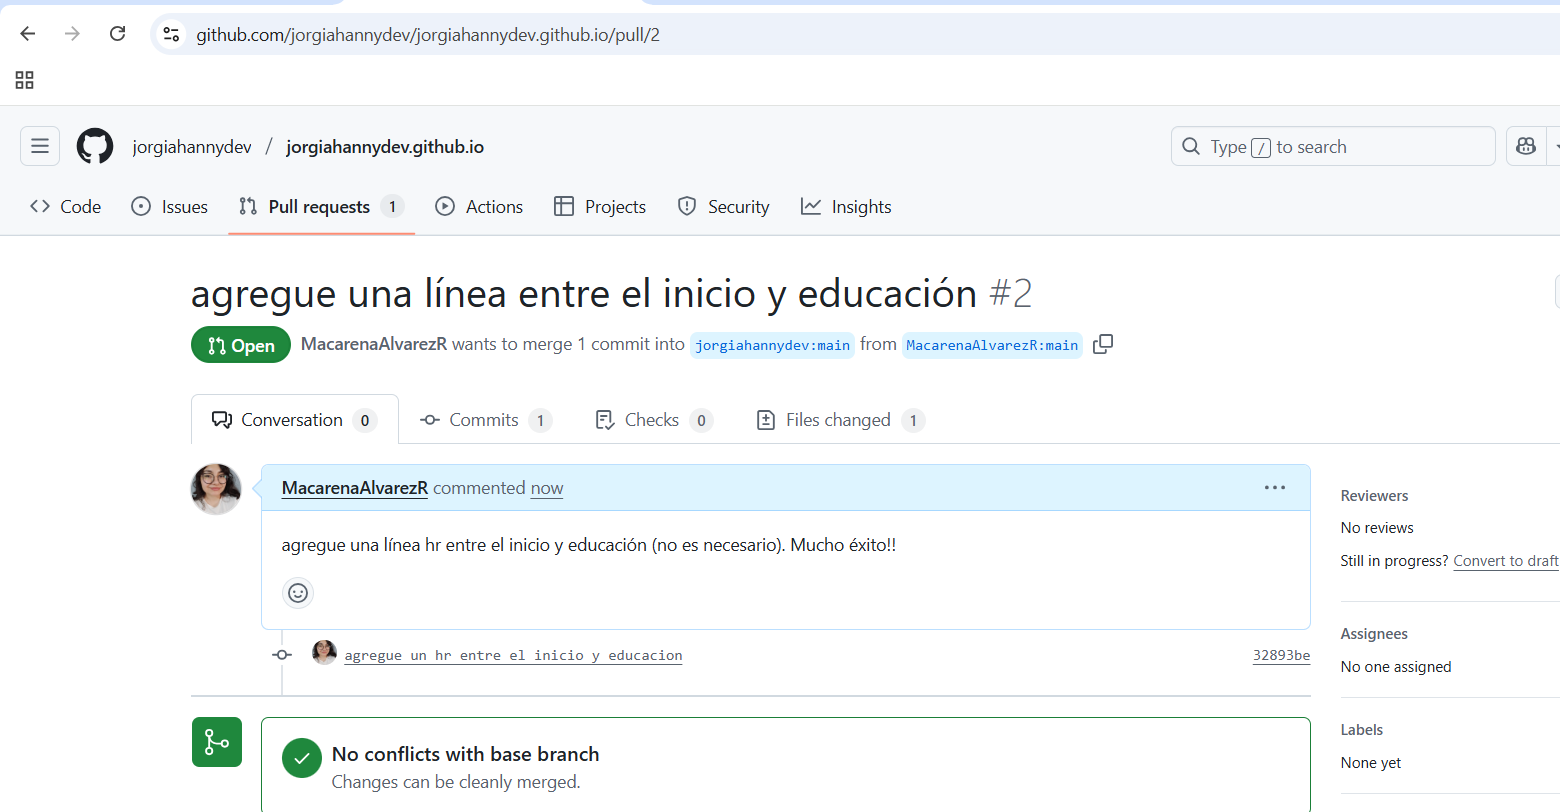 github.com/jorgiahannydev/jorgiahannydev.github.io/pull/2
jorgiahannydev / jorgiahannydev.github.io
Type / to search
Code
Issues
Pull requests 1
Actions
Projects
Security
Insights
agregue una línea entre el inicio y educación #2
Open
MacarenaAlvarezR wants to merge 1 commit into jorgiahannydev:main from MacarenaAlvarezR:main
Conversation 0
Commits 1
Checks 0
Files changed 1
MacarenaAlvarezR commented now
agregue una línea hr entre el inicio y educación (no es necesario). Mucho éxito!!
agregue un hr entre el inicio y educacion
32893be
No conflicts with base branch
Changes can be cleanly merged.
Reviewers
No reviews
Still in progress? Convert to draft
Assignees
No one assigned
Labels
None yet